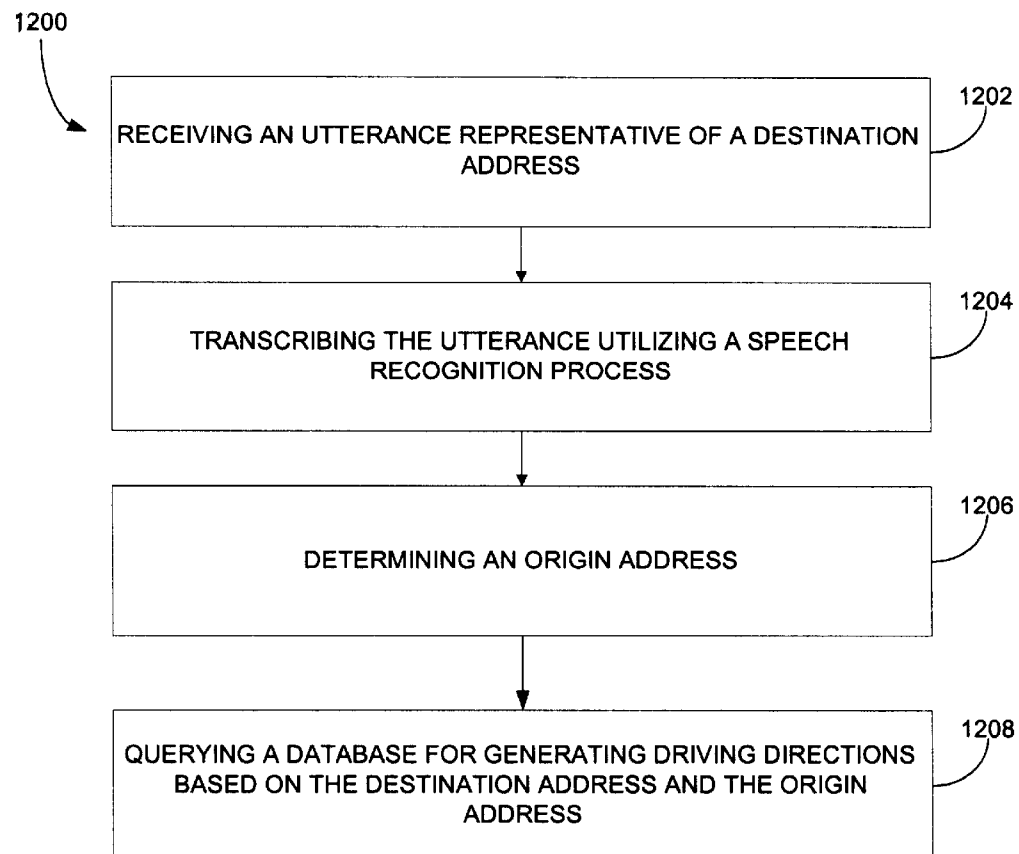 1200
1202
RECEIVING AN UTTERANCE REPRESENTATIVE OF A DESTINATION
ADDRESS
1204
TRANSCRIBING THE UTTERANCE UTILIZING A SPEECH
RECOGNITION PROCESS
1206
DETERMINING AN ORIGIN ADDRESS
1208
QUERYING A DATABASE FOR GENERATING DRIVING DIRECTIONS
BASED ON THE DESTINATION ADDRESS AND THE ORIGIN
ADDRESS